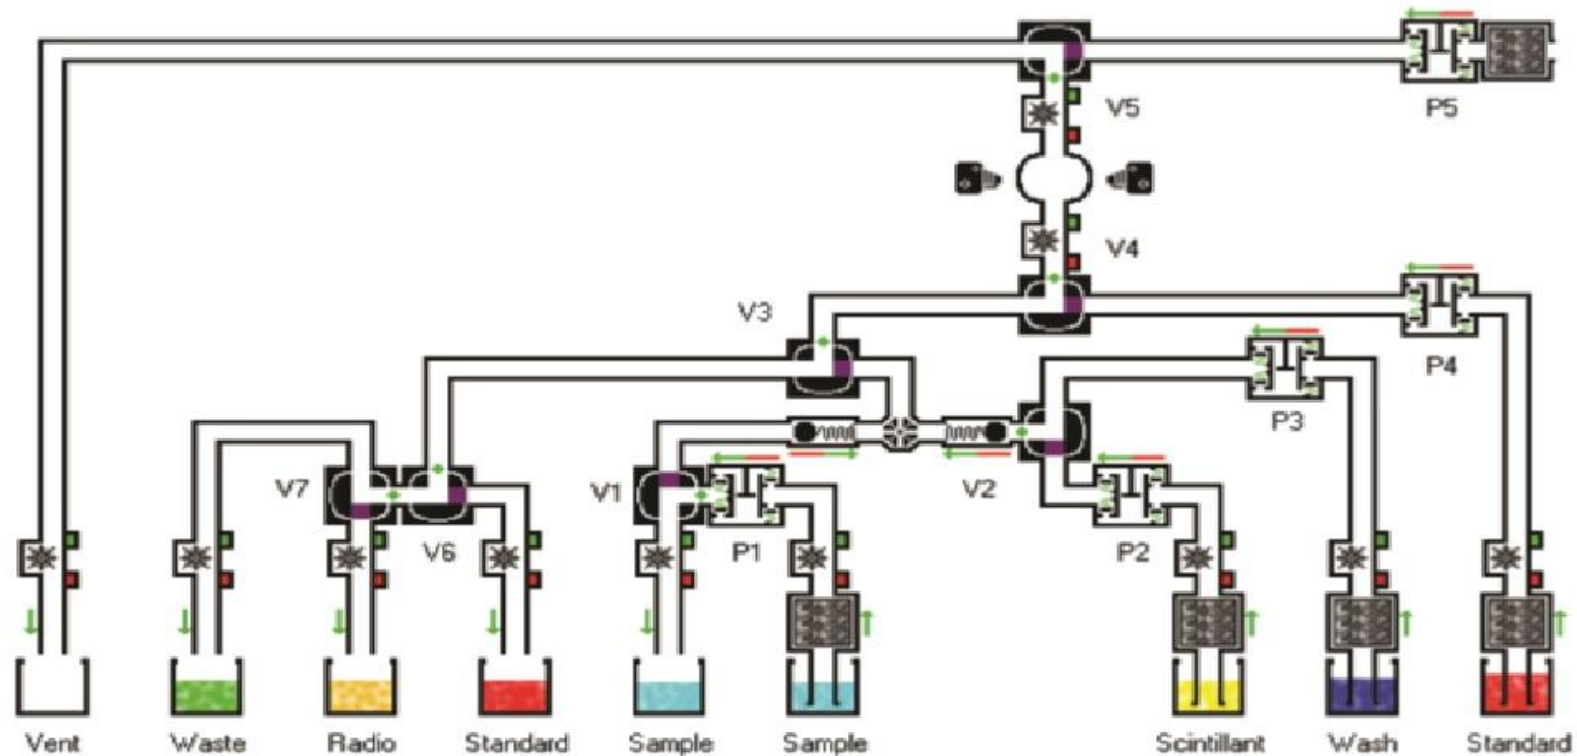 V5
P5
V4
V3
P4
P3
V7
V6
V1
P1
V2
P2
Vent
Waste
Radio
Standard
Sample
Sample
Scintillant
Wash
Standard